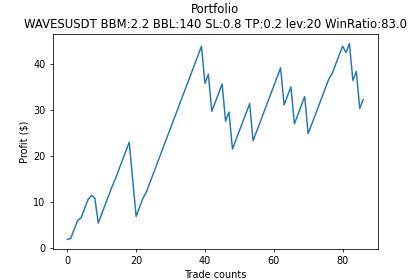 Portfolio
WAVESUSDT BBM:2.2 BBL:140 SL:0.8 TP:0.2 lev:20 WinRatio:83.0
40
30
20
10
0
Profit ($)
0 20 40 60 80
Trade counts